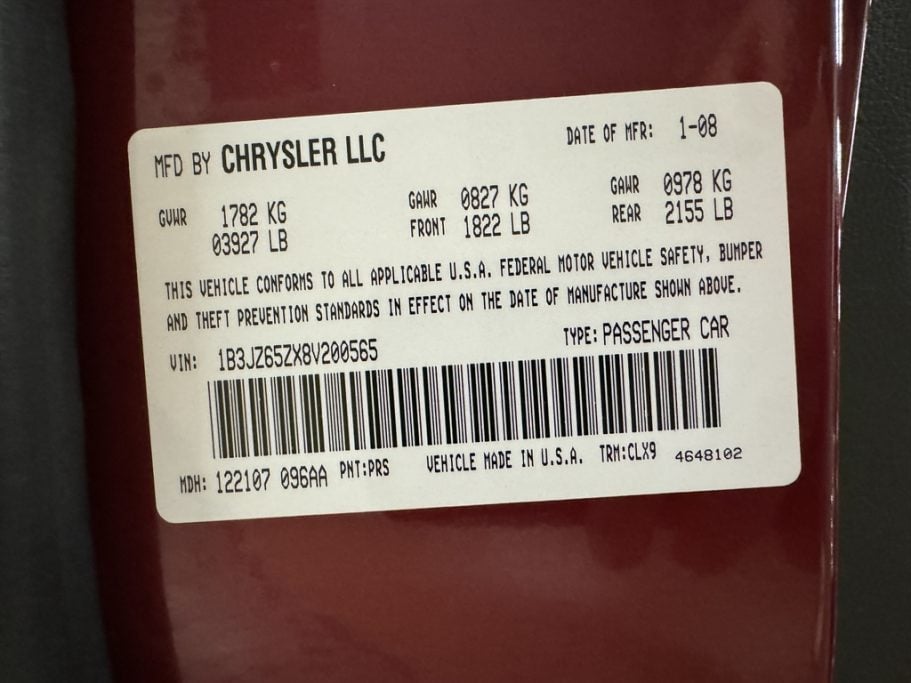 MFD BY CHRYSLER LLC DATE OF MFR: 1-08
GVWR 1782 KG GAWR 0827 KG GAWR 0978 KG
03927 LB FRONT 1822 LB REAR 2155 LB
THIS VEHICLE CONFORMS TO ALL APPLICABLE U.S.A. FEDERAL MOTOR VEHICLE SAFETY, BUMPER
AND THEFT PREVENTION STANDARDS IN EFFECT ON THE DATE OF MANUFACTURE SHOWN ABOVE.
VIN: 1B3JZ65ZX8V200565 TYPE: PASSENGER CAR
MDH: 122107 096AA PNT:PRS VEHICLE MADE IN U.S.A. TRM:CLX9 4648102